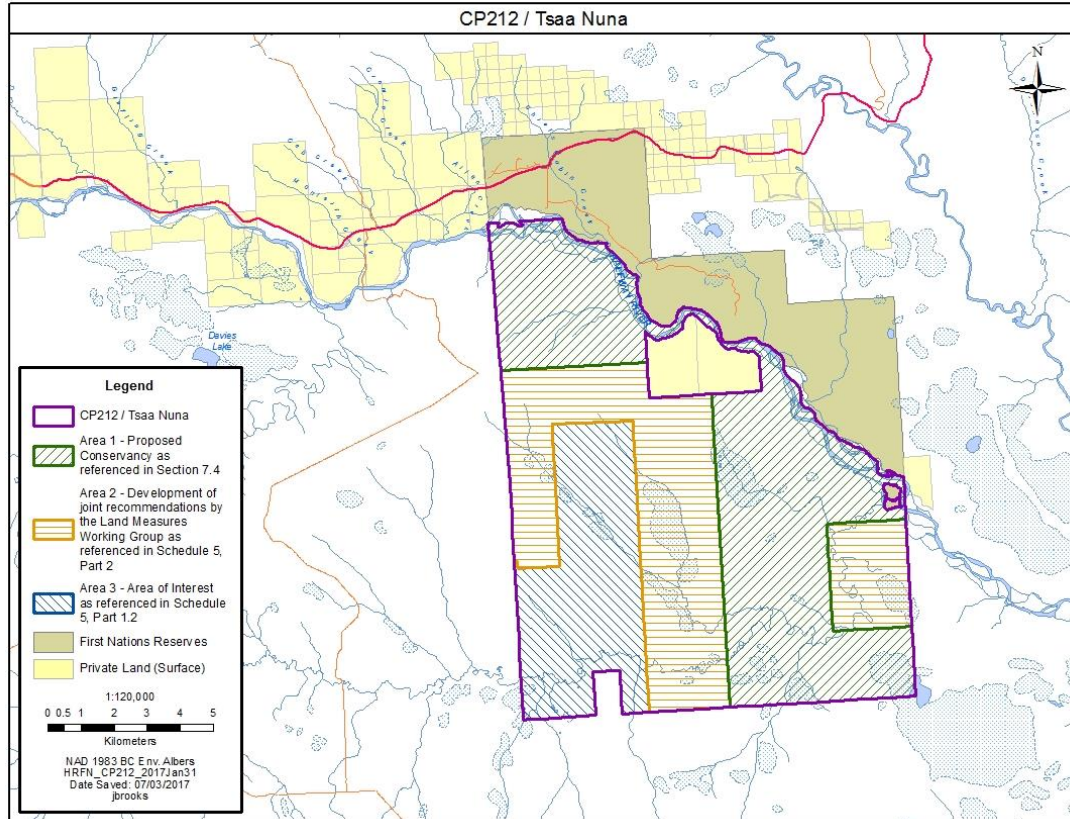 CP212 / Tsaa Nuna
N
Davies
Lake
Legend
CP212 / Tsaa Nuna
Area 1 - Proposed
Conservancy as
referenced in Section 7.4
Area 2 - Development of
joint recommendations by
the Land Measures
Working Group as
referenced in Schedule 5,
Part 2
Area 3 - Area of Interest
as referenced in Schedule
5, Part 1.2
First Nations Reserves
Private Land (Surface)
1:120,000
0 0.5 1 2 3 4 5
Kilometers
NAD 1983 BC Env. Albers
HRFN_CP212_2017Jan31
Date Saved: 07/03/2017
jbrooks